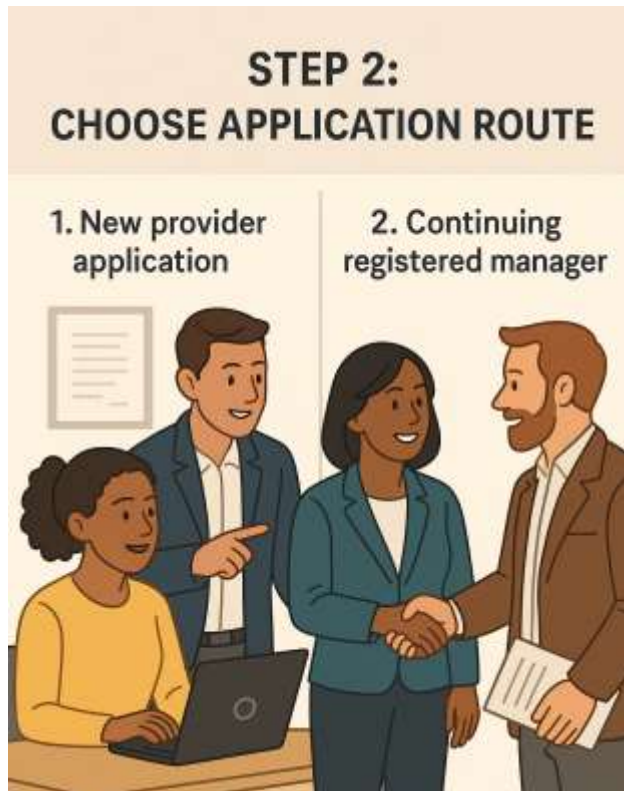 STEP 2:
CHOOSE APPLICATION ROUTE
1. New provider
application
2. Continuing
registered manager